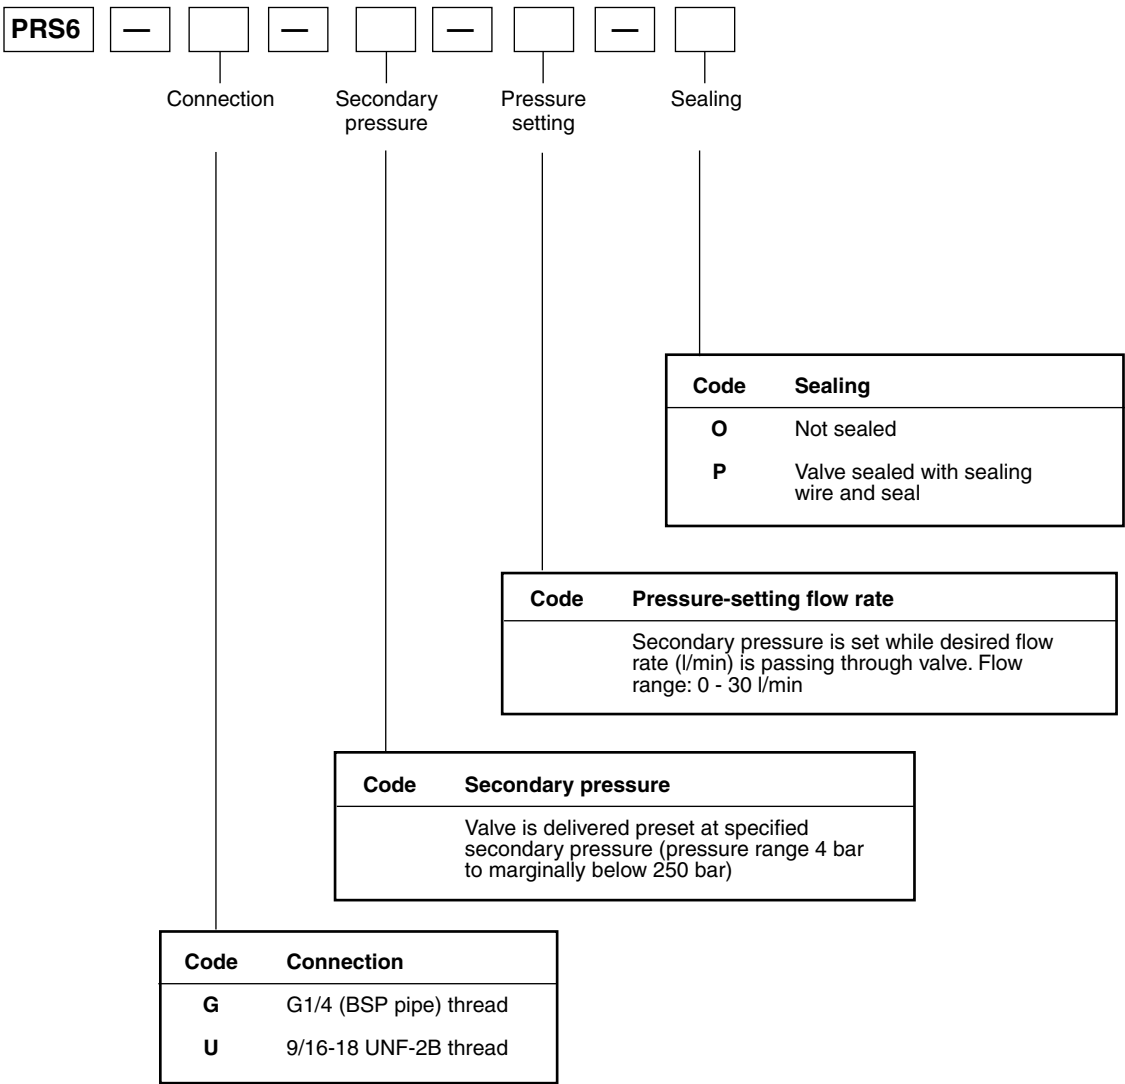 PRS6 — — — —
Connection Secondary Pressure Sealing
pressure setting
Code Sealing
O Not sealed
P Valve sealed with sealing
wire and seal
Code Pressure-setting flow rate
Secondary pressure is set while desired flow
rate (l/min) is passing through valve. Flow
range: 0 - 30 l/min
Code Secondary pressure
Valve is delivered preset at specified
secondary pressure (pressure range 4 bar
to marginally below 250 bar)
Code Connection
G G1/4 (BSP pipe) thread
U 9/16-18 UNF-2B thread